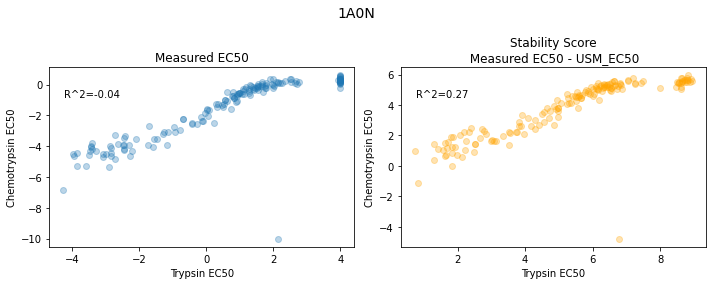 1A0N
Measured EC50
R^2=-0.04
Chemotrypsin EC50
0
−2
−4
−6
−8
−10
−4
−2
0
2
4
Trypsin EC50
Stability Score
Measured EC50 - USM_EC50
R^2=0.27
Chemotrypsin EC50
6
4
2
0
−2
−4
2
4
6
8
Trypsin EC50